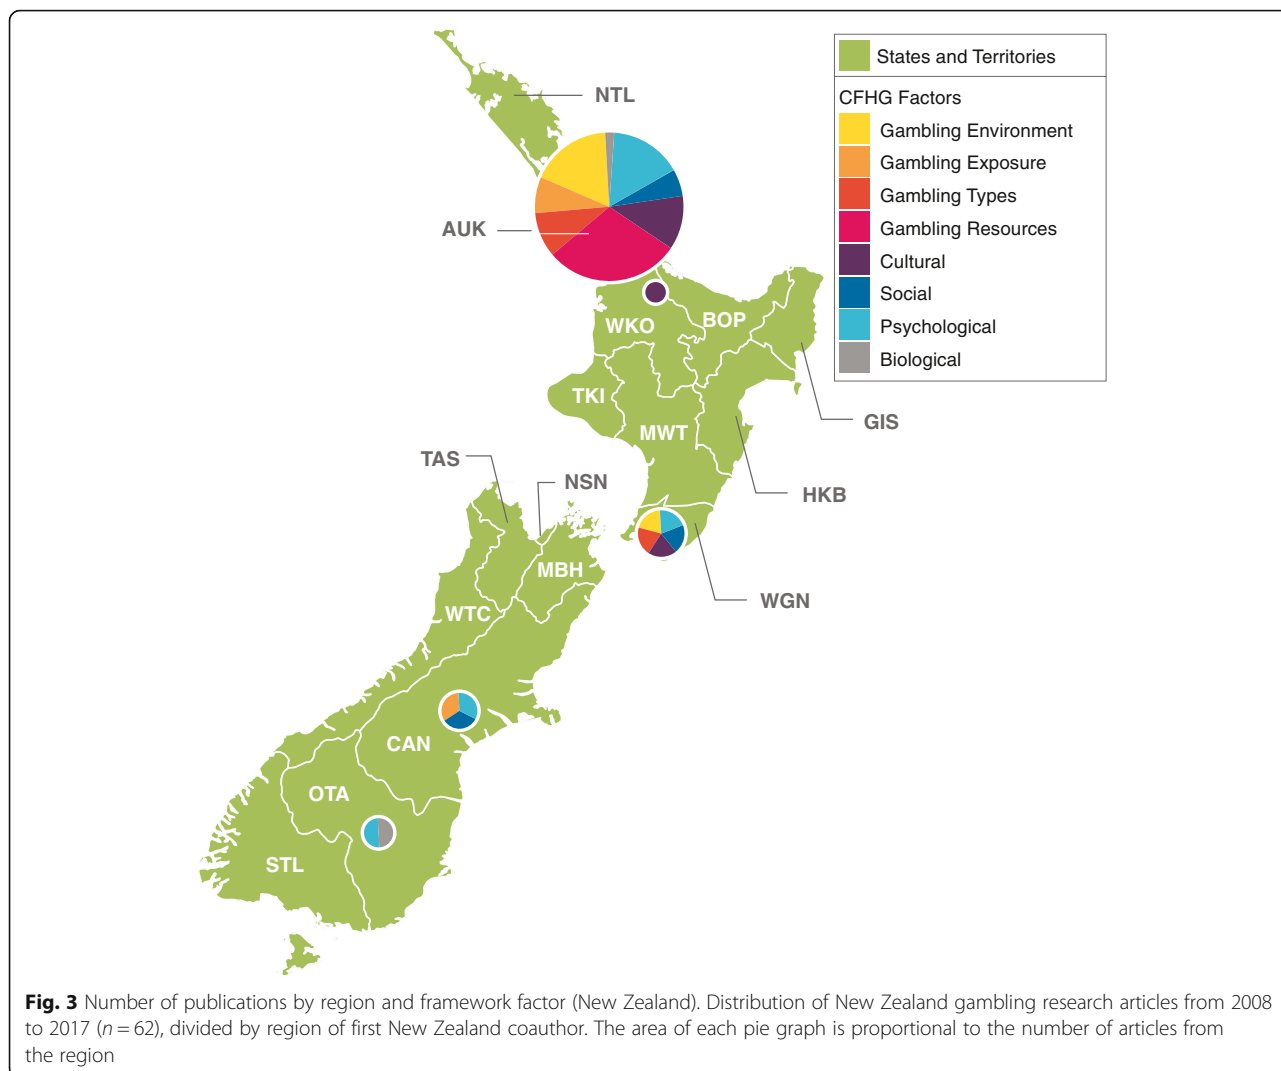 States and Territories
CFHG Factors
Gambling Environment
Gambling Exposure
Gambling Types
Gambling Resources
Cultural
Social
Psychological
Biological
NTL
AUK
WKO
BOP
TKI
MWT
GIS
HKB
TAS
NSN
MBH
WGN
WTC
CAN
OTA
STL
Fig. 3 Number of publications by region and framework factor (New Zealand). Distribution of New Zealand gambling research articles from 2008
to 2017 (n = 62), divided by region of first New Zealand coauthor. The area of each pie graph is proportional to the number of articles from
the region